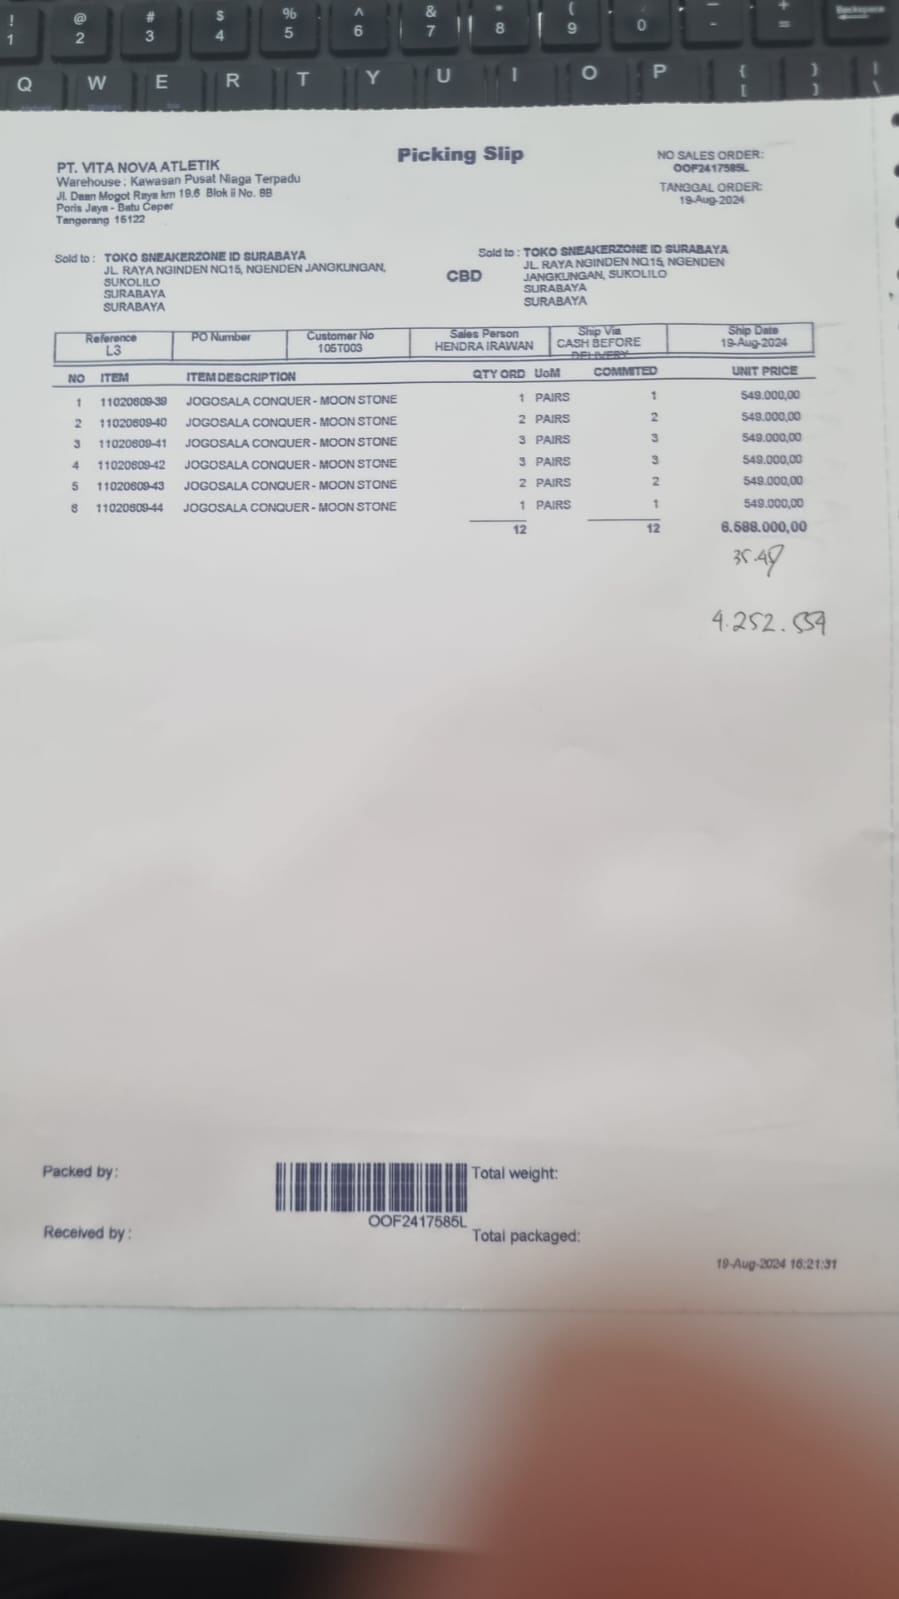 ! @ # $ % ^ & * ( - + Backspace
1 2 3 4 5 6 7 8 9 0 - =
Q W E R T Y U I O P { } |
[ ] \
Picking Slip
PT. VITA NOVA ATLETIK
Warehouse : Kawasan Pusat Niaga Terpadu
Jl. Daan Mogot Raya km 19.6 Blok ii No. 8B
Poris Jaya - Batu Ceper
Tangerang 15122
NO SALES ORDER:
OOF2417585L
TANGGAL ORDER:
19-Aug-2024
Sold to : TOKO SNEAKERZONE ID SURABAYA
JL. RAYA NGINDEN NO15, NGENDEN JANGKUNGAN,
SUKOLILO
SURABAYA
SURABAYA
CBD
Sold to : TOKO SNEAKERZONE ID SURABAYA
JL. RAYA NGINDEN NO15, NGENDEN
JANGKUNGAN, SUKOLILO
SURABAYA
SURABAYA
Reference PO Number Customer No Sales Person Ship Via Ship Date
L3 105T003 HENDRA IRAWAN CASH BEFORE DELIVERY 19-Aug-2024
NO ITEM ITEM DESCRIPTION QTY ORD UoM COMMITED UNIT PRICE
1 11020609-39 JOGOSALA CONQUER - MOON STONE 1 PAIRS 1 549.000,00
2 11020609-40 JOGOSALA CONQUER - MOON STONE 2 PAIRS 2 549.000,00
3 11020609-41 JOGOSALA CONQUER - MOON STONE 3 PAIRS 3 549.000,00
4 11020609-42 JOGOSALA CONQUER - MOON STONE 3 PAIRS 3 549.000,00
5 11020609-43 JOGOSALA CONQUER - MOON STONE 2 PAIRS 2 549.000,00
6 11020609-44 JOGOSALA CONQUER - MOON STONE 1 PAIRS 1 549.000,00
12 12 6.588.000,00
4.252.554
Packed by:
Total weight:
OOF2417585L
Received by :
Total packaged:
19-Aug-2024 16:21:31